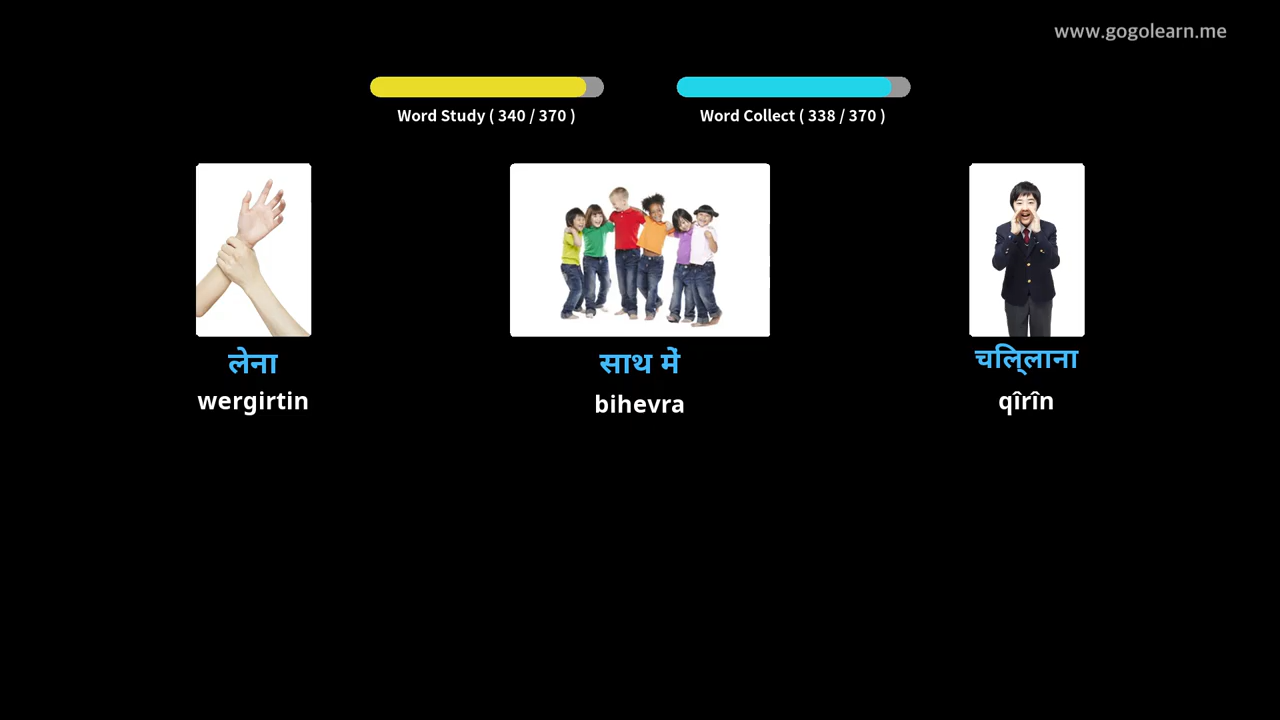 www.gogolearn.me
Word Study ( 340 / 370 )
Word Collect ( 338 / 370 )
लेना
साथ में
चिल्लाना
wergirtin
bihevra
qîrîn